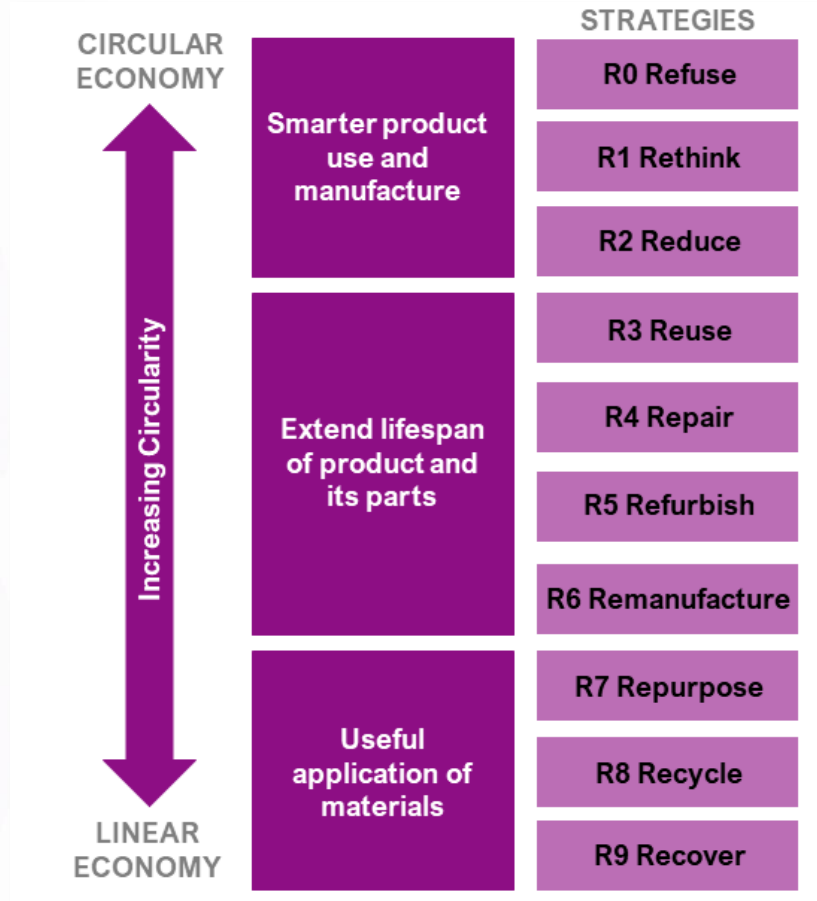 STRATEGIES
CIRCULAR
ECONOMY
Increasing Circularity
LINEAR
ECONOMY
Smarter product
use and
manufacture
R0 Refuse
R1 Rethink
R2 Reduce
Extend lifespan
of product and
its parts
R3 Reuse
R4 Repair
R5 Refurbish
R6 Remanufacture
Useful
application of
materials
R7 Repurpose
R8 Recycle
R9 Recover